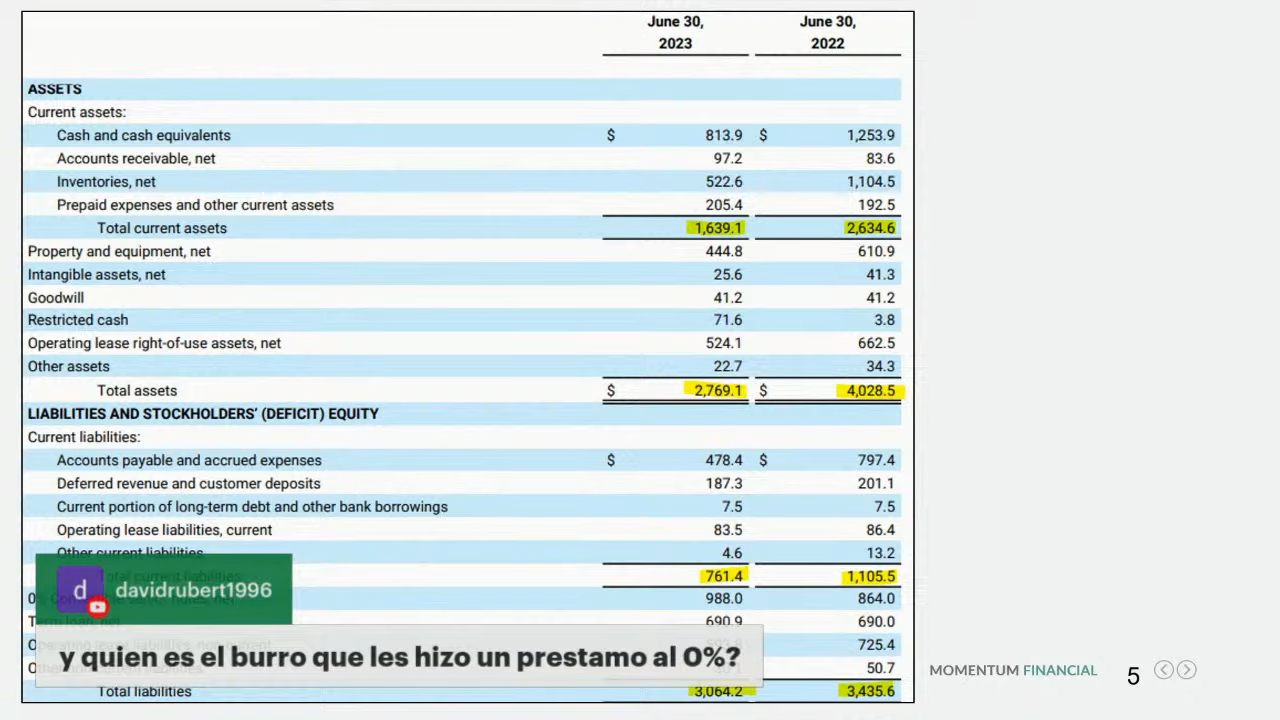 June 30, June 30,
2023 2022
ASSETS
Current assets:
Cash and cash equivalents $ 813.9 $ 1,253.9
Accounts receivable, net 97.2 83.6
Inventories, net 522.6 1,104.5
Prepaid expenses and other current assets 205.4 192.5
Total current assets 1,639.1 2,634.6
Property and equipment, net 444.8 610.9
Intangible assets, net 25.6 41.3
Goodwill 41.2 41.2
Restricted cash 71.6 3.8
Operating lease right-of-use assets, net 524.1 662.5
Other assets 22.7 34.3
Total assets $ 2,769.1 $ 4,028.5
LIABILITIES AND STOCKHOLDERS' (DEFICIT) EQUITY
Current liabilities:
Accounts payable and accrued expenses $ 478.4 $ 797.4
Deferred revenue and customer deposits 187.3 201.1
Current portion of long-term debt and other bank borrowings 7.5 7.5
Operating lease liabilities, current 83.5 86.4
Other current liabilities 4.6 13.2
Total current liabilities 761.4 1,105.5
988.0 864.0
690.9 690.0
725.4
50.7
Total liabilities 3,064.2 3,435.6
d davidrubert1996
y quien es el burro que les hizo un prestamo al 0%?
MOMENTUM FINANCIAL 5